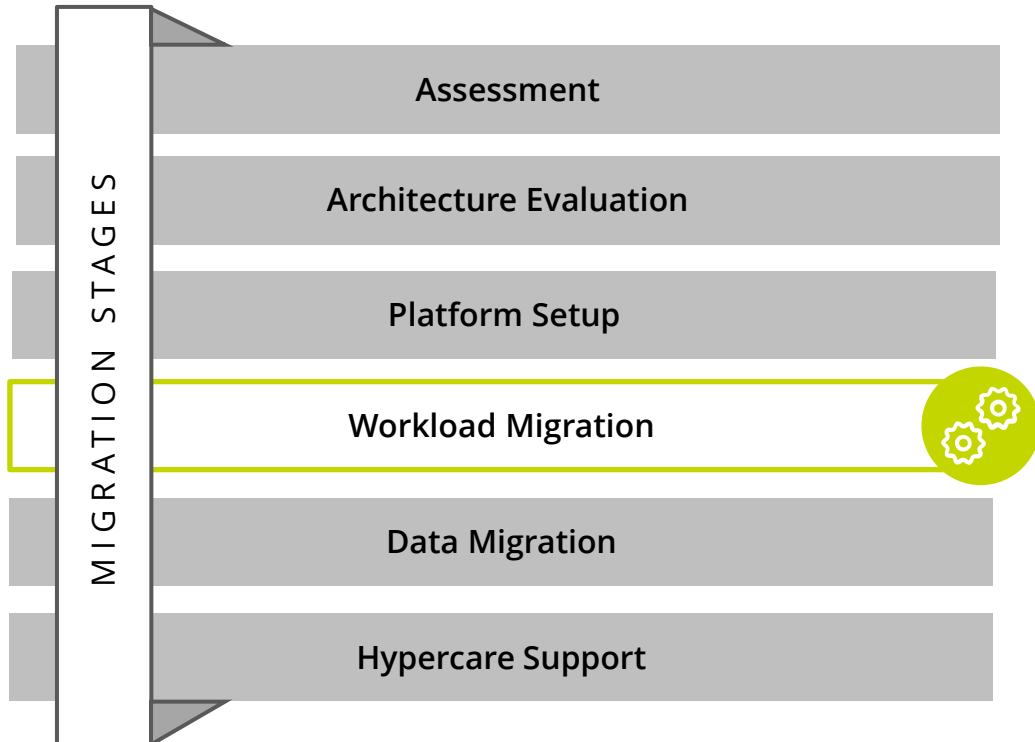 MIGRATION STAGES
Assessment
Architecture Evaluation
Platform Setup
Workload Migration
Data Migration
Hypercare Support